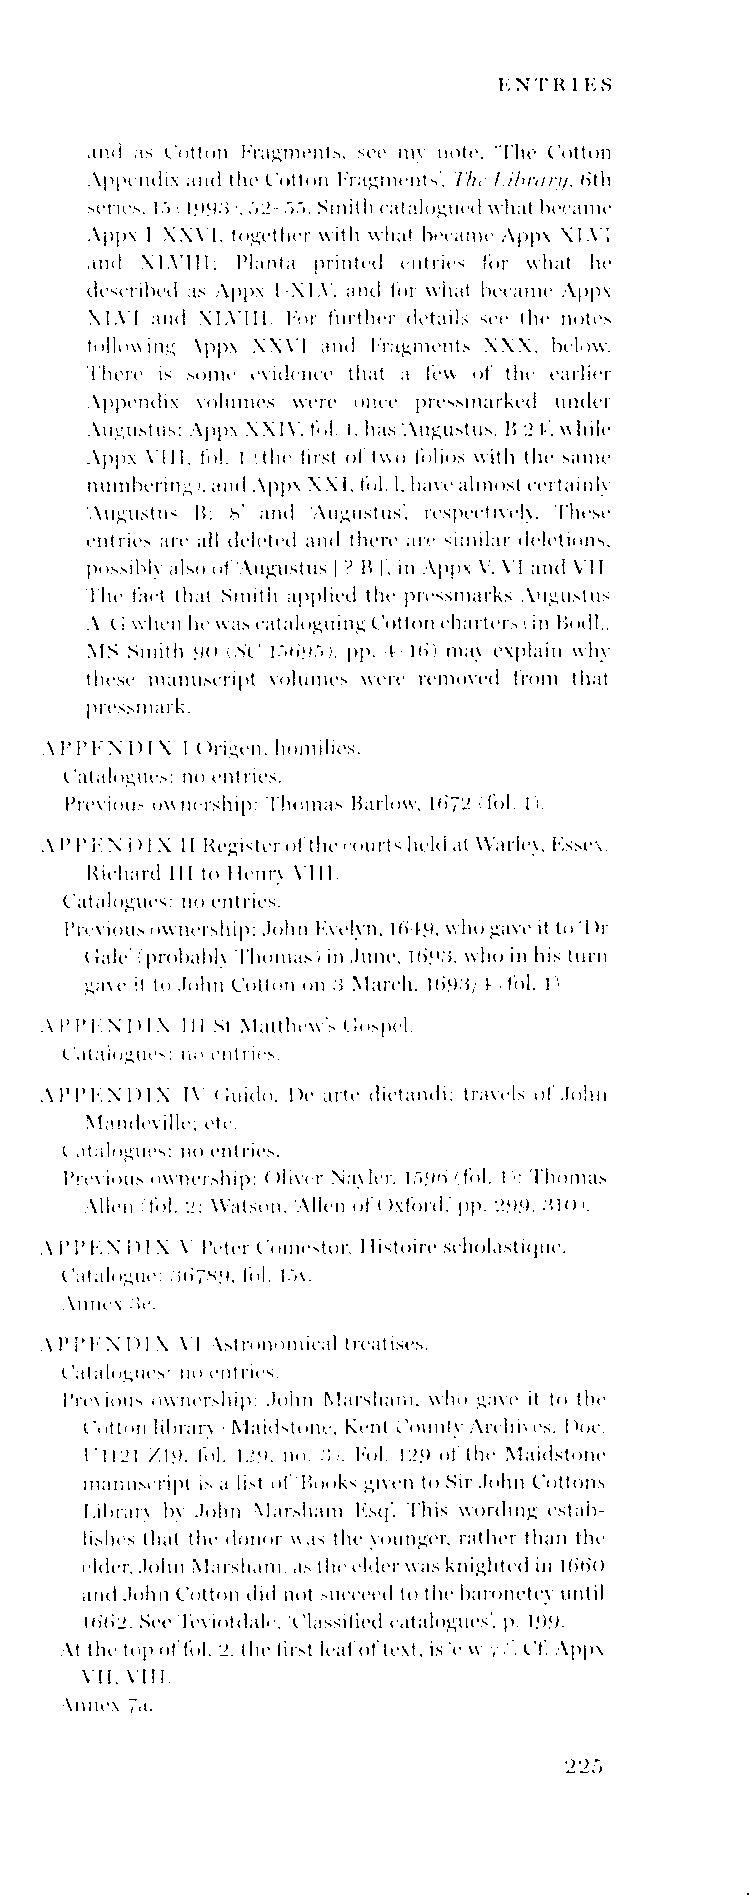 ENTRIES
and as Cotton Fragments, see my note, 'The Cotton
Appendix and the Cotton Fragments', The Library, 6th
series, 15 (1993), 52-55. Smith catalogued what became
Appx I-XXVI, together with what became Appx XLVI
and XLVIII; Planta printed entries for what he
described as Appx I-XLV, and for what became Appx
XLVI and XLVIII. For further details see the notes
following Appx XXVI and Fragments XXX, below.
There is some evidence that a few of the earlier
Appendix volumes were once pressmarked under
Augustus: Appx XXIV, fol. 1, has 'Augustus, B 24', while
Appx VIII, fol. 1 (the first of two folios with the same
numbering), and Appx XXI, fol. 1, have almost certainly
'Augustus B; 8' and 'Augustus', respectively. These
entries are all deleted and there are similar deletions,
possibly also of 'Augustus [? B]', in Appx V, VI and VII.
The fact that Smith applied the pressmarks Augustus
A-G when he was cataloguing Cotton charters (in Bodl.,
MS Smith 90 (SC 15695), pp. 4-16) may explain why
these manuscript volumes were removed from that
pressmark.
APPENDIX I Origen, homilies.
Catalogues: no entries.
Previous ownership: Thomas Barlow, 1672 (fol. 1).
APPENDIX II Register of the courts held at Warley, Essex,
Richard III to Henry VIII.
Catalogues: no entries.
Previous ownership: John Evelyn, 1649, who gave it to 'Dr
Gale' (probably Thomas) in June, 1693, who in his turn
gave it to John Cotton on 3 March, 1693/4 (fol. 1).
APPENDIX III St Matthew's Gospel.
Catalogues: no entries.
APPENDIX IV Guido, De arte dictandi; travels of John
Mandeville; etc.
Catalogues: no entries.
Previous ownership: Oliver Nayler, 1596 (fol. 1); Thomas
Allen (fol. 2; Watson, 'Allen of Oxford,' pp. 299, 310).
APPENDIX V Peter Comestor, Histoire scholastique.
Catalogue: 36789, fol. 15v.
Annex 3e.
APPENDIX VI Astronomical treatises.
Catalogues: no entries.
Previous ownership: John Marsham, who gave it to the
Cotton library (Maidstone, Kent County Archives, Doc.
U1121 Z19, fol. 129, no. 3). Fol. 129 of the Maidstone
manuscript is a list of 'Books given to Sir John Cottons
Library by John Marsham Esq'. This wording estab-
lishes that the donor was the younger, rather than the
elder, John Marsham, as the elder was knighted in 1660
and John Cotton did not succeed to the baronetcy until
1662. See Teviotdale, 'Classified catalogues', p. 199.
At the top of fol. 2, the first leaf of text, is 'e w 77'. Cf. Appx
VII, VIII.
Annex 7a.
225